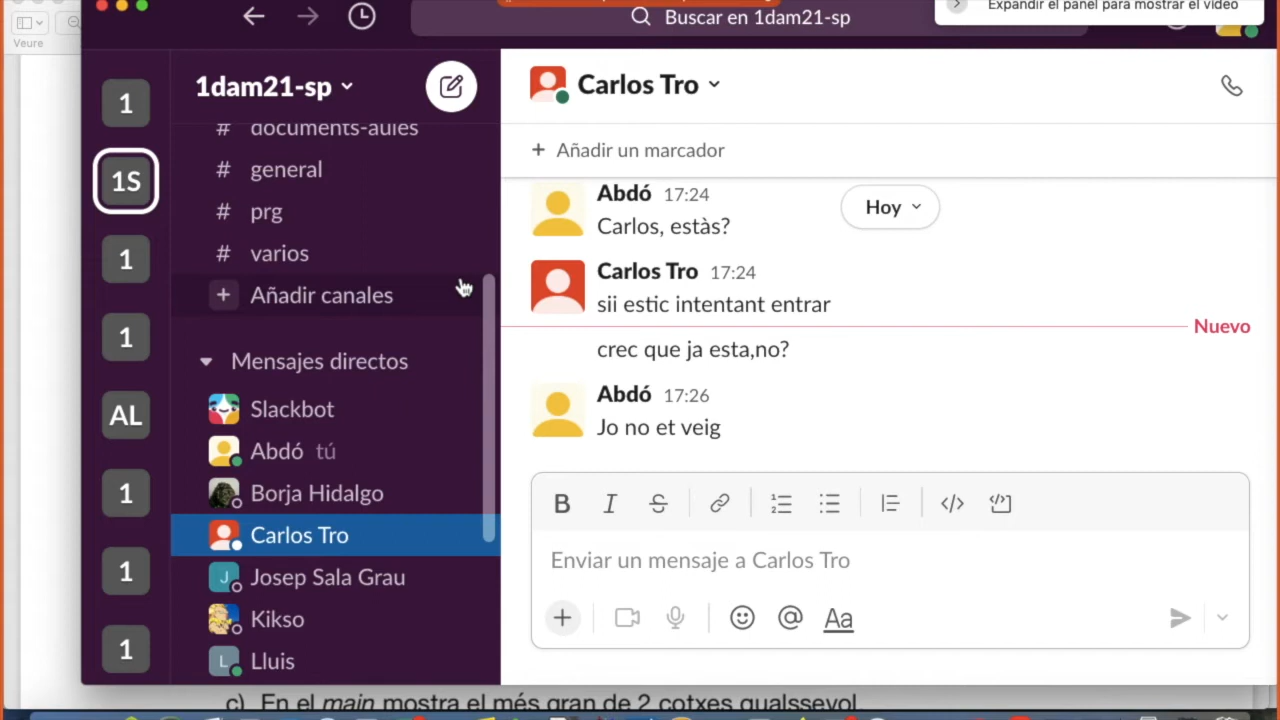 Buscar en 1dam21-sp
Expandir el panel para mostrar el vídeo
Veure
1
1S
1
1
AL
1
1
1
1dam21-sp
# documents-aules
# general
# prg
# varios
+ Añadir canales
Mensajes directos
Slackbot
Abdó tú
Borja Hidalgo
Carlos Tro
J Josep Sala Grau
Kikso
L Lluis
Carlos Tro
+ Añadir un marcador
Hoy
Abdó 17:24
Carlos, estàs?
Carlos Tro 17:24
sii estic intentant entrar
Nuevo
crec que ja esta,no?
Abdó 17:26
Jo no et veig
B I S
Enviar un mensaje a Carlos Tro
+ @ Aa
c) En el main mostra el més gran de 2 cotxes qualssevol.